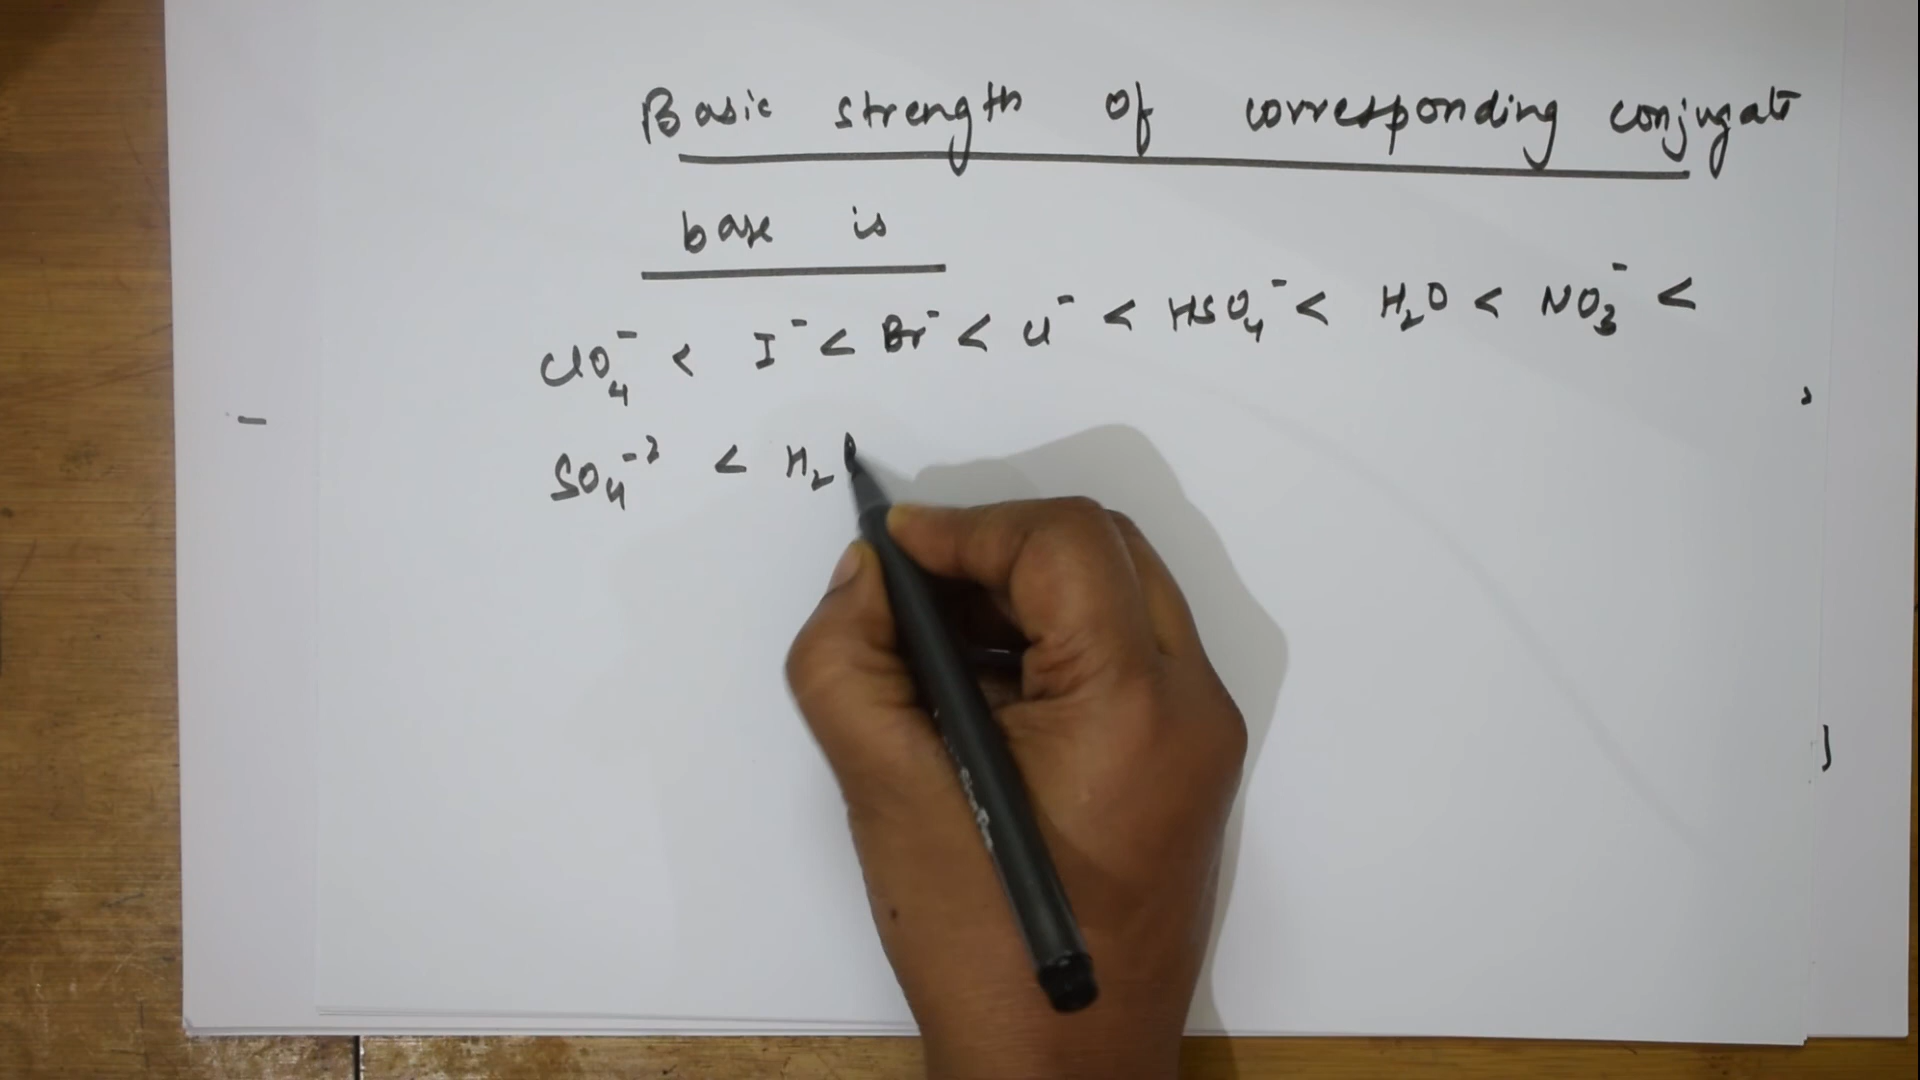 Basic strength of corresponding conjugate
base is
ClO₄⁻ < I⁻ < Br⁻ < Cl⁻ < HSO₄⁻ < H₂O < NO₃⁻ <
SO₄⁻² < H₂